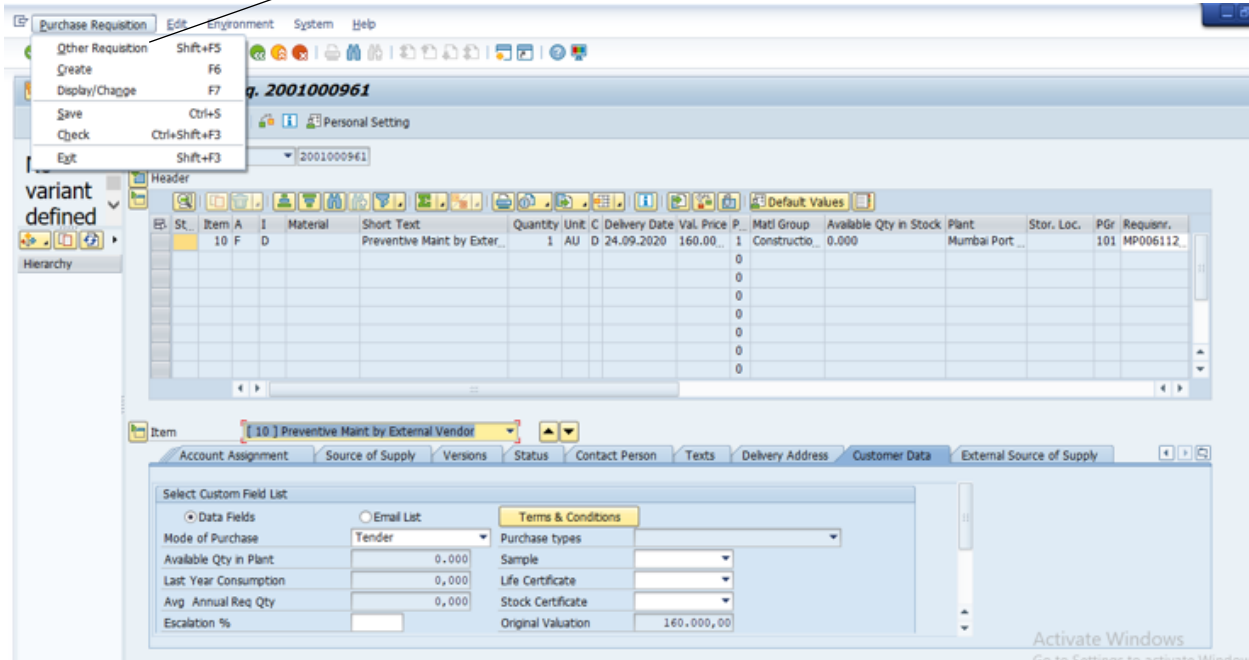 Purchase Requisition Edit Environment System Help
Other Requistion Shift+F5
Create F6
Display/Change F7
q. 2001000961
Save Ctrl+S
Check Ctrl+Shift+F3
Personal Setting
Exit Shift+F3
2001000961
variant
defined
Header
Default Values
St_ Item A I Material Short Text Quantity Unit C Delivery Date Val. Price P_ Matl Group Available Qty in Stock Plant Stor. Loc. PGr Requisnr.
10 F D Preventive Maint by Exter_ 1 AU D 24.09.2020 160.00_ 1 Constructio_ 0.000 Mumbai Port _ 101 MP006112_
0
0
0
0
0
0
0
Hierarchy
Item [ 10 ] Preventive Maint by External Vendor
Account Assignment Source of Supply Versions Status Contact Person Texts Delivery Address Customer Data External Source of Supply
Select Custom Field List
Data Fields Email List Terms & Conditions
Mode of Purchase Tender Purchase types
Available Qty in Plant 0.000 Sample
Last Year Consumption 0,000 Life Certificate
Avg Annual Req Qty 0,000 Stock Certificate
Escalation % Original Valuation 160.000,00
Activate Windows